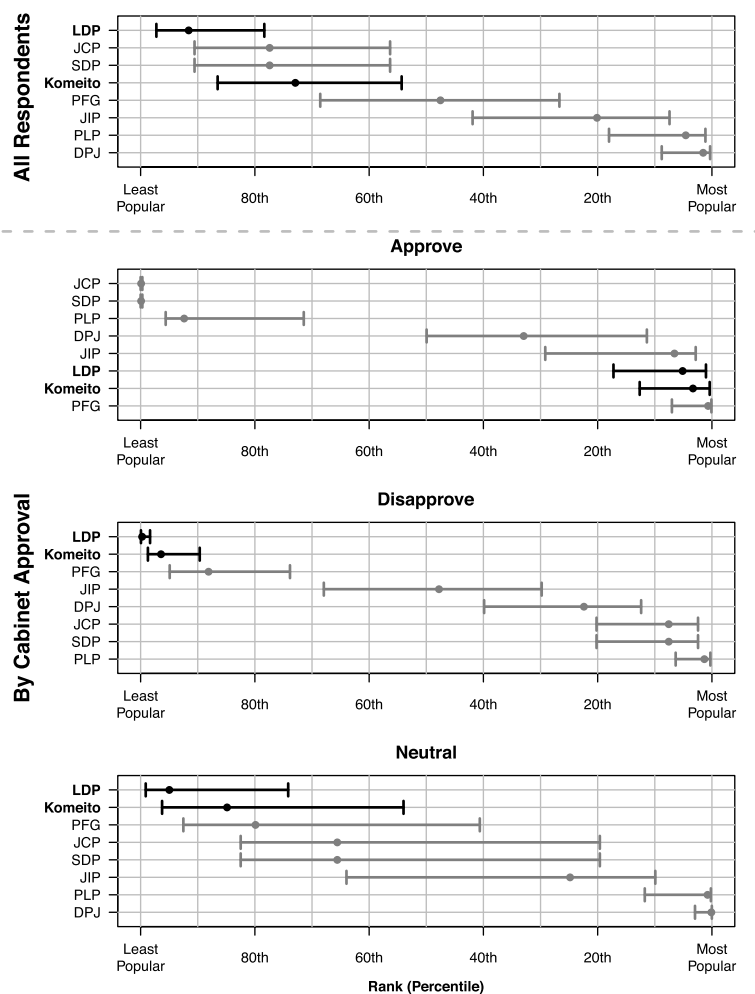 All Respondents
LDP
JCP
SDP
Komeito
PFG
JIP
PLP
DPJ
Least
Popular
80th
60th
40th
20th
Most
Popular
By Cabinet Approval
Approve
JCP
SDP
PLP
DPJ
JIP
LDP
Komeito
PFG
Least
Popular
80th
60th
40th
20th
Most
Popular
Disapprove
LDP
Komeito
PFG
JIP
DPJ
JCP
SDP
PLP
Least
Popular
80th
60th
40th
20th
Most
Popular
Neutral
LDP
Komeito
PFG
JCP
SDP
JIP
PLP
DPJ
Least
Popular
80th
60th
40th
20th
Most
Popular
Rank (Percentile)